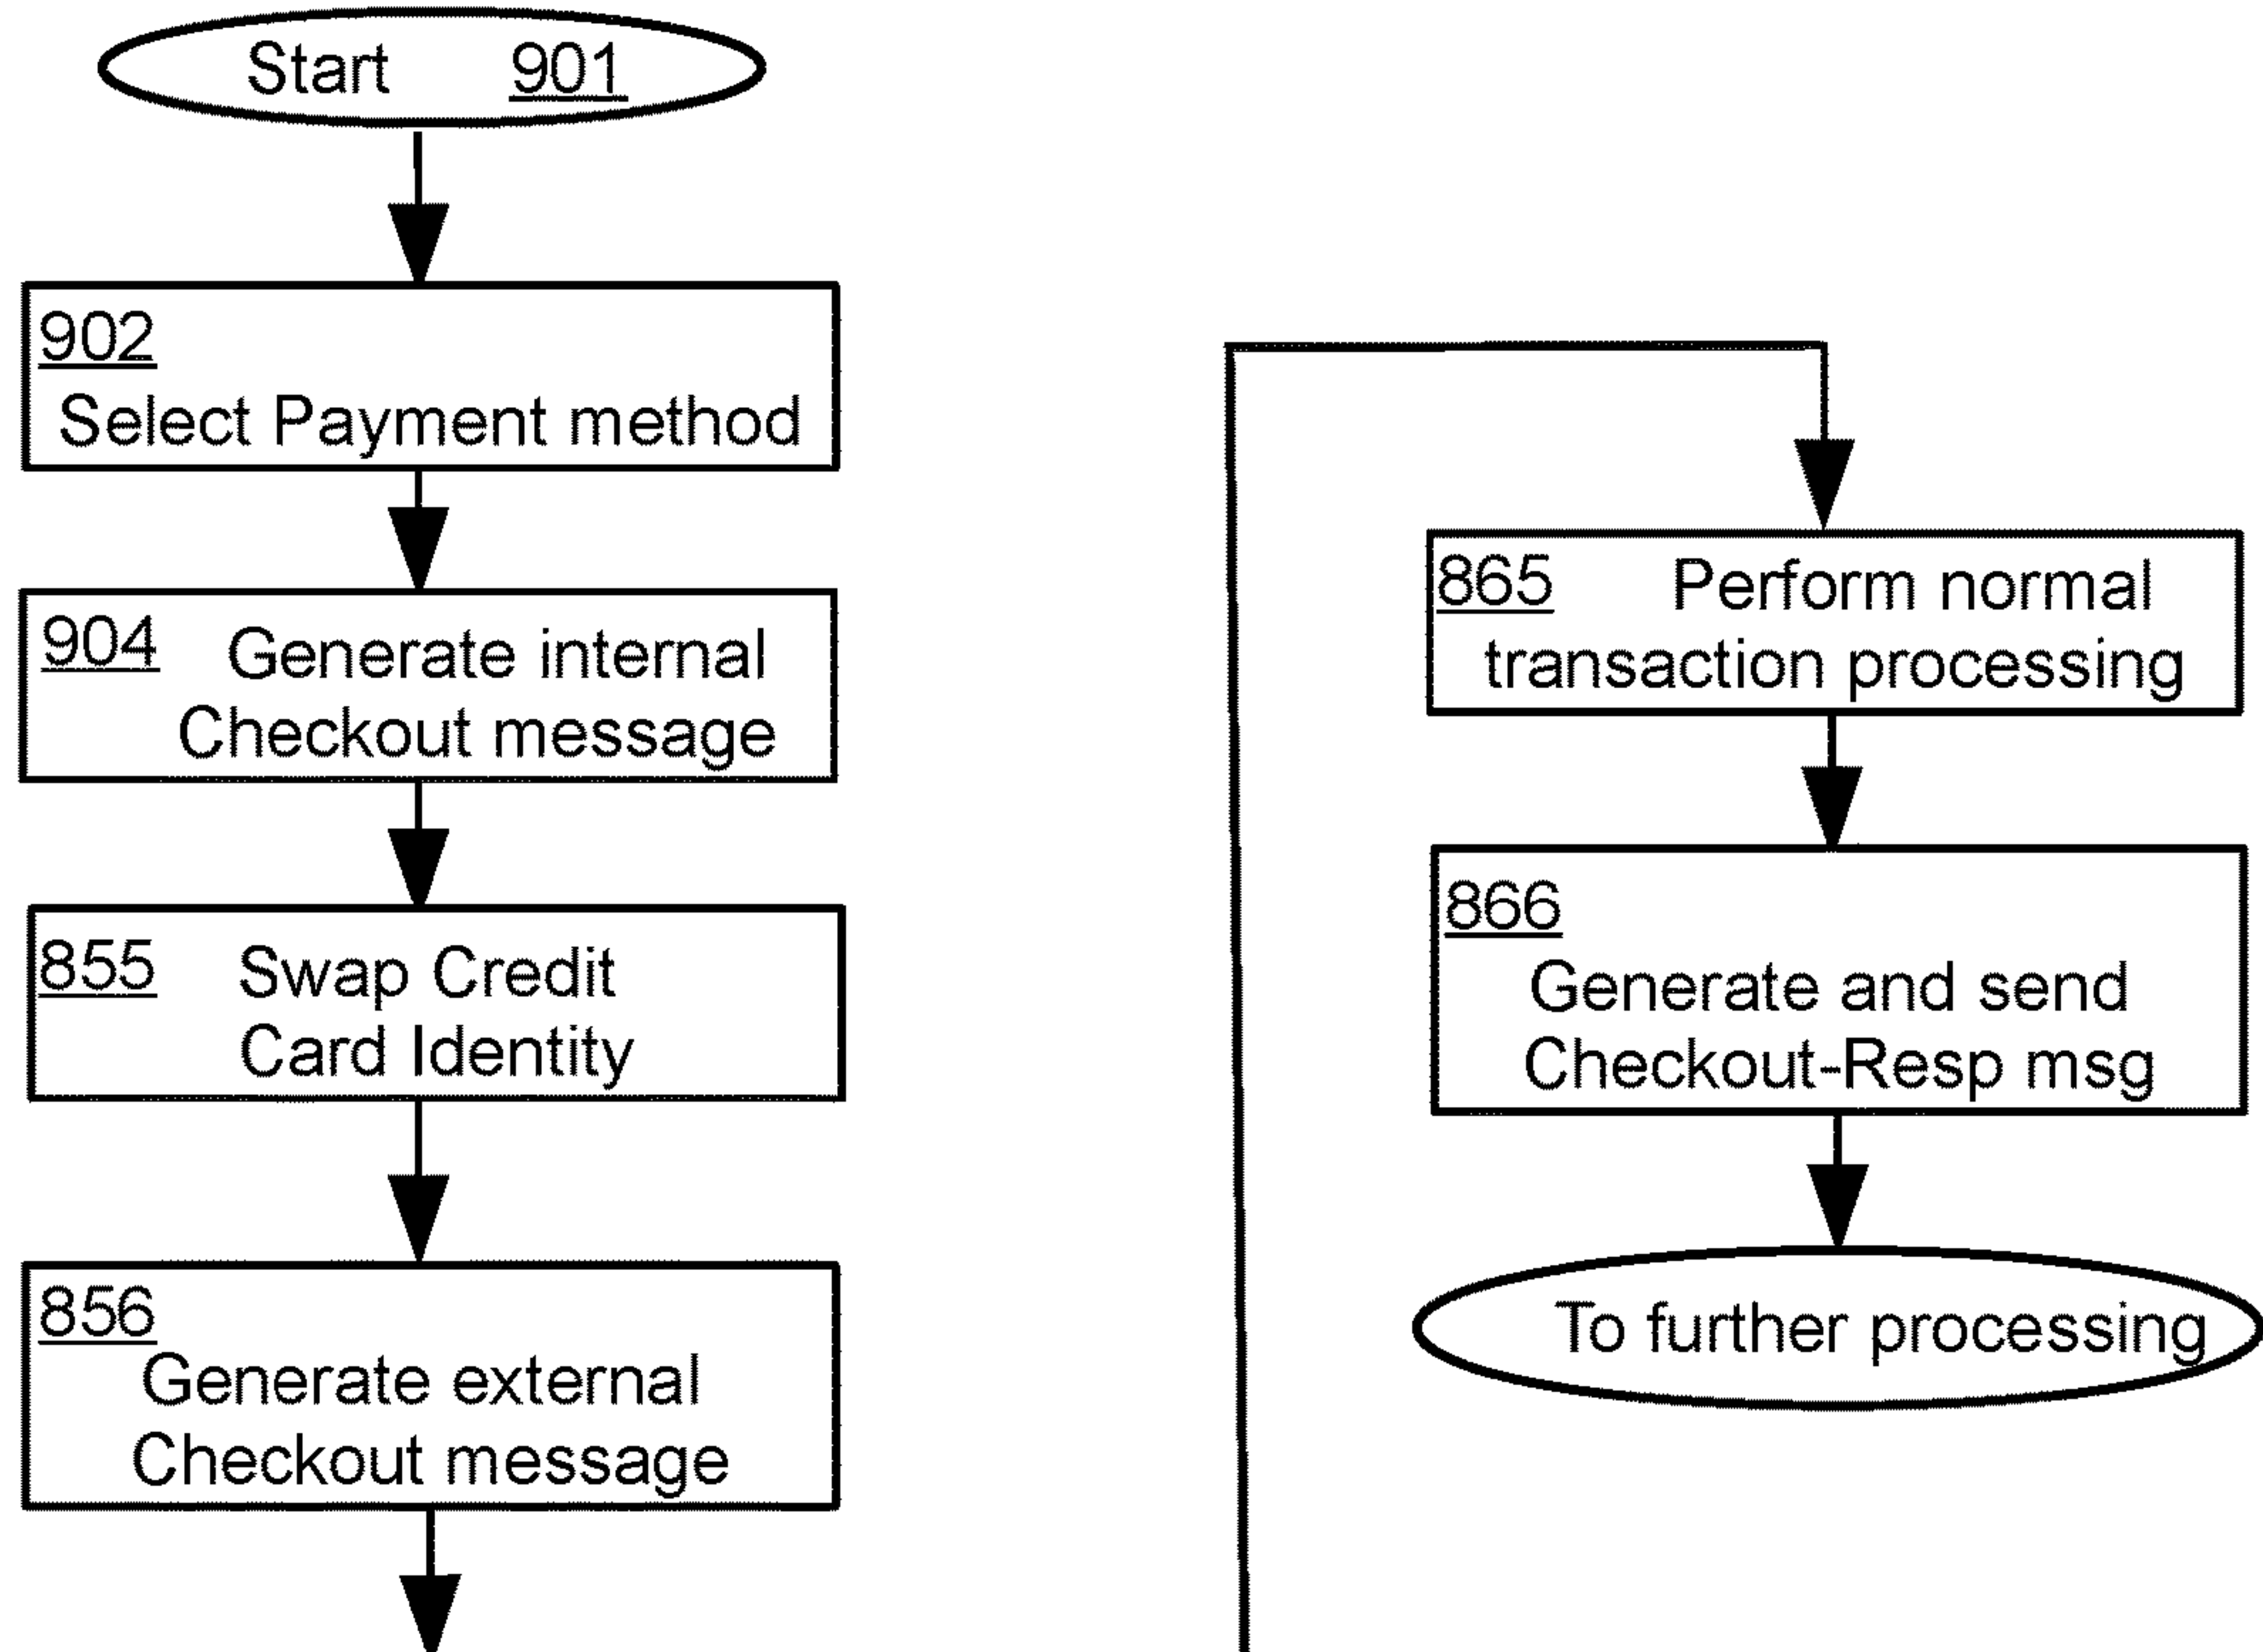 Start 901
902
Select Payment method
904 Generate internal
Checkout message
855 Swap Credit
Card Identity
856
Generate external
Checkout message
865 Perform normal
transaction processing
866
Generate and send
Checkout-Resp msg
To further processing